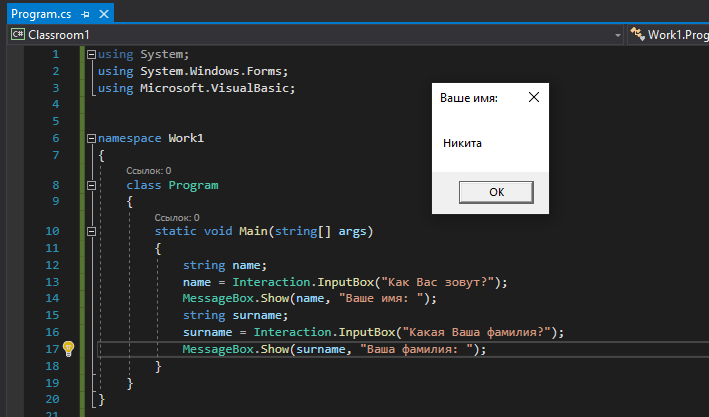 Program.cs
C# Classroom1
Work1.Prog
1 using System;
2 using System.Windows.Forms;
3 using Microsoft.VisualBasic;
4
5
6 namespace Work1
7 {
Ссылок: 0
8 class Program
9 {
Ссылок: 0
10 static void Main(string[] args)
11 {
12 string name;
13 name = Interaction.InputBox("Как Вас зовут?");
14 MessageBox.Show(name, "Ваше имя: ");
15 string surname;
16 surname = Interaction.InputBox("Какая Ваша фамилия?");
17 MessageBox.Show(surname, "Ваша фамилия: ");
18 }
19 }
20 }
21
Ваше имя:
Никита
OK